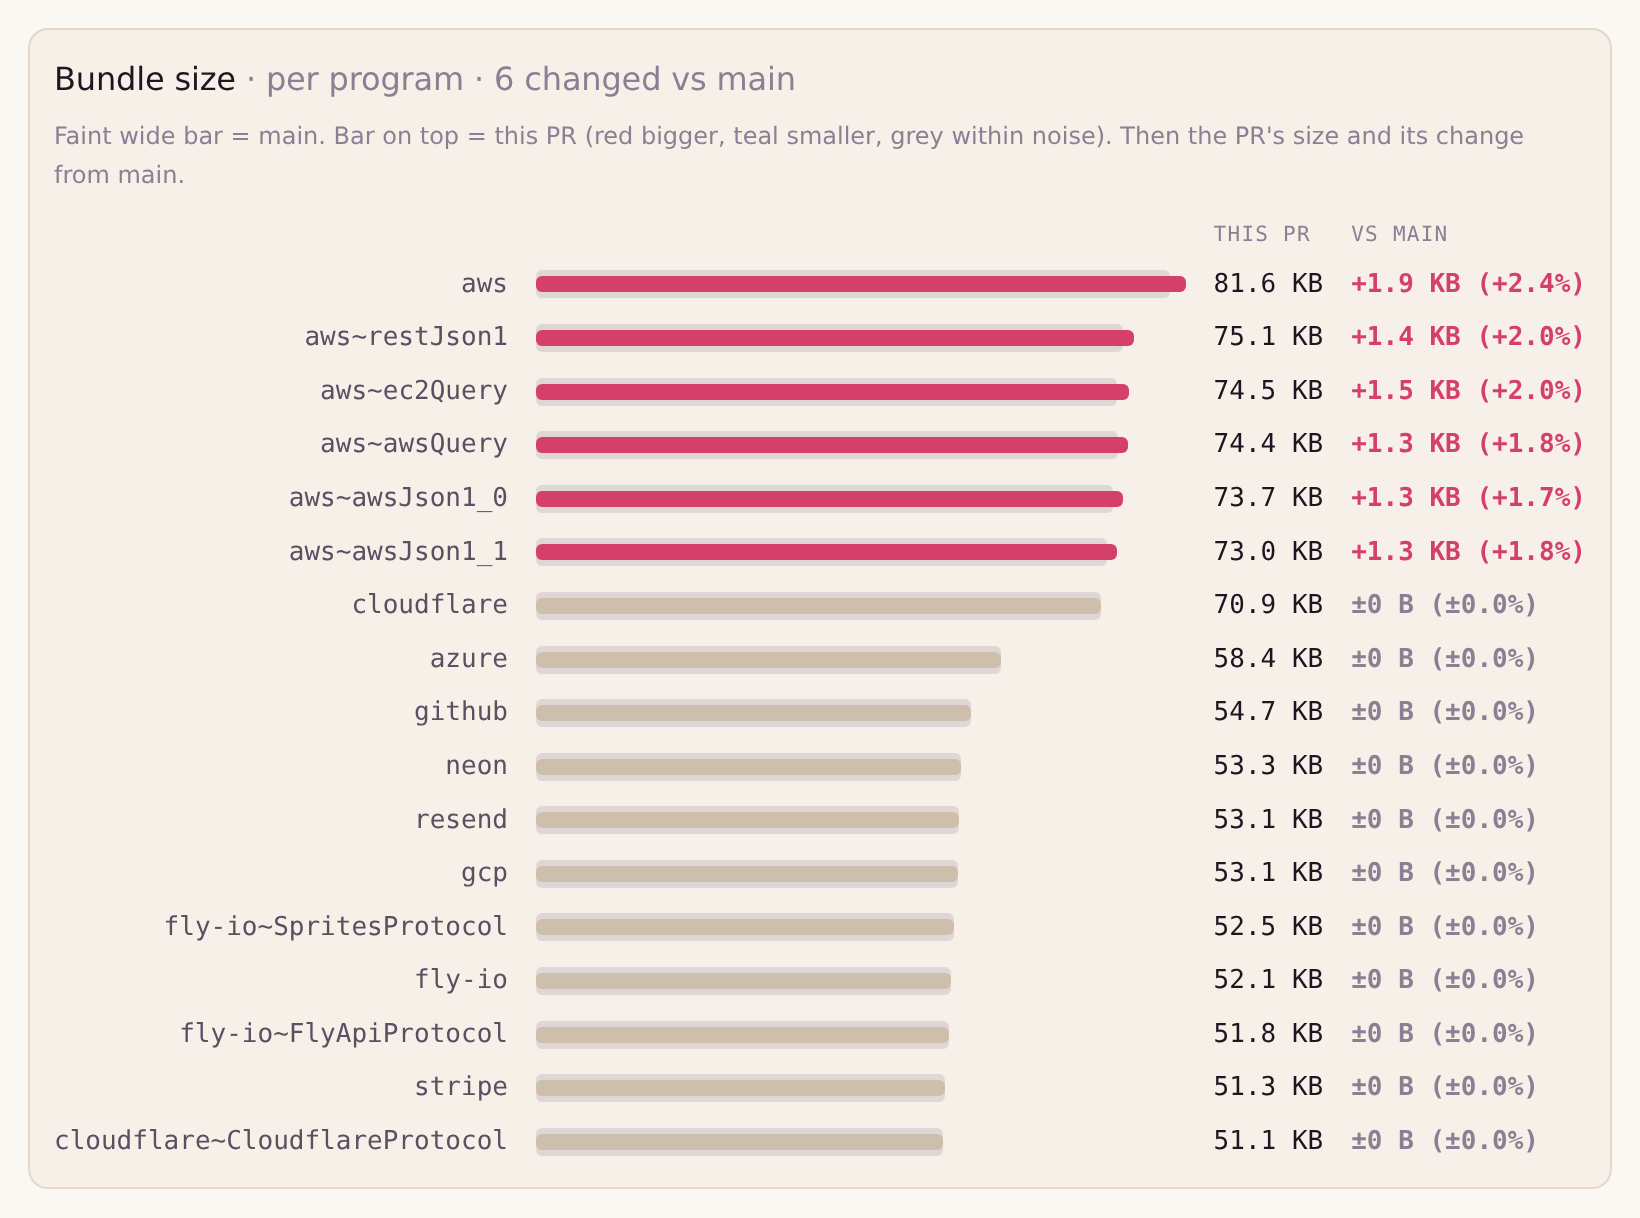 Bundle size · per program · 6 changed vs main
Faint wide bar = main. Bar on top = this PR (red bigger, teal smaller, grey within noise). Then the PR's size and its change
from main.
THIS PR VS MAIN
aws 81.6 KB +1.9 KB (+2.4%)
aws~restJson1 75.1 KB +1.4 KB (+2.0%)
aws~ec2Query 74.5 KB +1.5 KB (+2.0%)
aws~awsQuery 74.4 KB +1.3 KB (+1.8%)
aws~awsJson1_0 73.7 KB +1.3 KB (+1.7%)
aws~awsJson1_1 73.0 KB +1.3 KB (+1.8%)
cloudflare 70.9 KB ±0 B (±0.0%)
azure 58.4 KB ±0 B (±0.0%)
github 54.7 KB ±0 B (±0.0%)
neon 53.3 KB ±0 B (±0.0%)
resend 53.1 KB ±0 B (±0.0%)
gcp 53.1 KB ±0 B (±0.0%)
fly-io~SpritesProtocol 52.5 KB ±0 B (±0.0%)
fly-io 52.1 KB ±0 B (±0.0%)
fly-io~FlyApiProtocol 51.8 KB ±0 B (±0.0%)
stripe 51.3 KB ±0 B (±0.0%)
cloudflare~CloudflareProtocol 51.1 KB ±0 B (±0.0%)